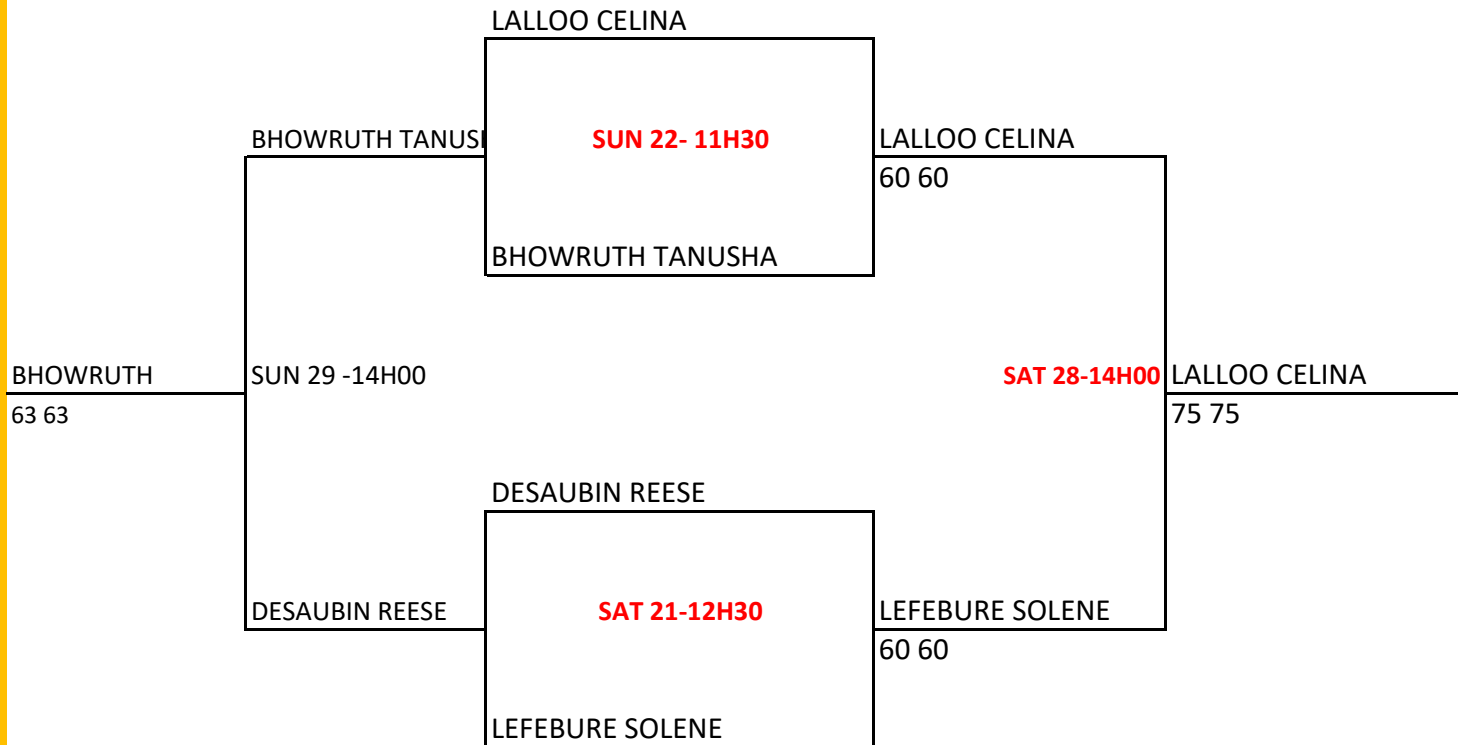 LALLOO CELINA
BHOWRUTH TANUSH
SUN 22- 11H30
LALLOO CELINA
60 60
BHOWRUTH TANUSHA
BHOWRUTH
SUN 29 -14H00
SAT 28-14H00
LALLOO CELINA
63 63
75 75
DESAUBIN REESE
DESAUBIN REESE
SAT 21-12H30
LEFEBURE SOLENE
60 60
LEFEBURE SOLENE